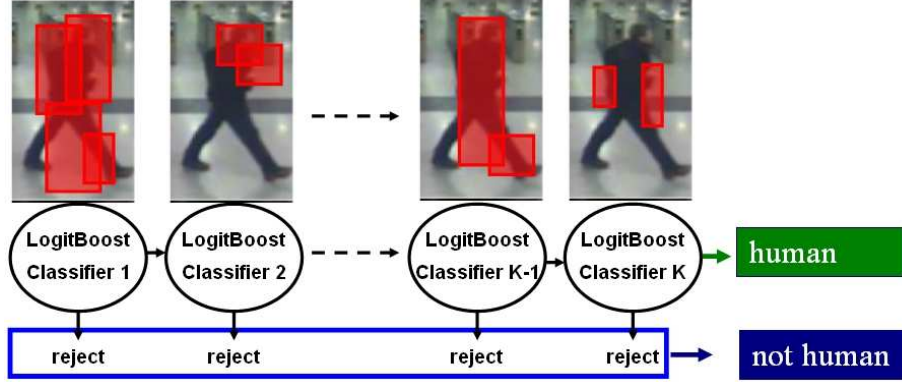 LogitBoost
Classifier 1
LogitBoost
Classifier 2
LogitBoost
Classifier K-1
LogitBoost
Classifier K
human
reject
reject
reject
reject
not human